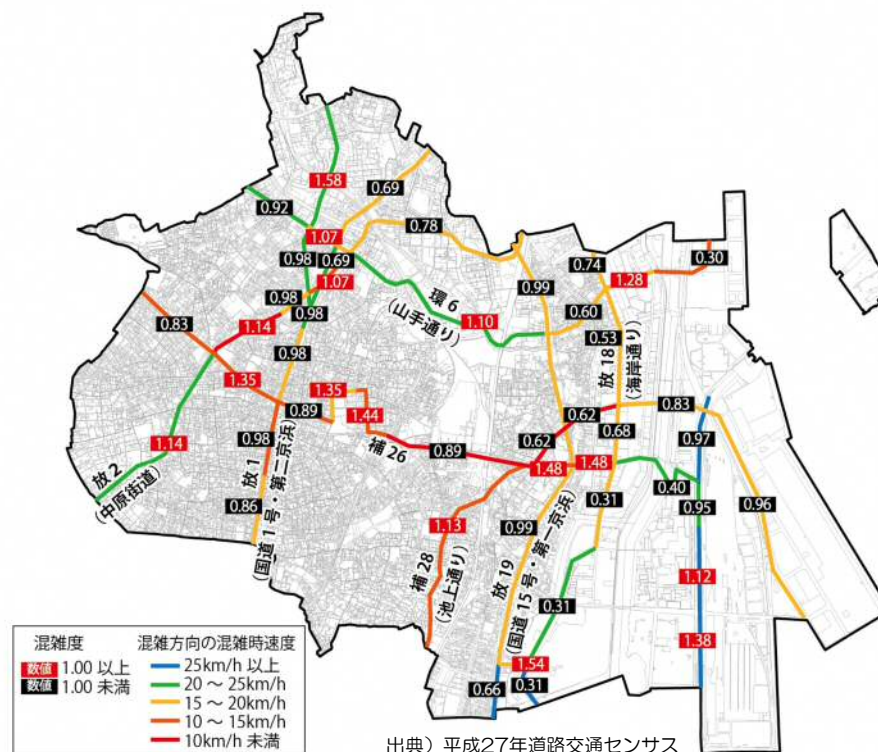 1.58
0.69
0.92
0.78
1.07
0.98
0.69
1.07
0.74
0.30
1.28
0.99
0.98
0.98
環6
(山手通り)
1.10
0.60
0.83
1.14
0.53
0.98
放18
(海岸通り)
1.35
1.35
0.89
1.44
0.62
0.62
0.83
0.68
0.97
0.98
補26
0.89
1.48
1.48
1.14
0.40
放2
(中原街道)
放1
(国道1号・第二京浜)
0.86
0.31
0.95
0.96
1.13
0.99
補28
(池上通り)
放19
(国道15号・第一京浜)
1.12
0.31
1.38
1.54
0.66
0.31
混雑度
数値 1.00 以上
数値 1.00 未満
混雑方向の混雑時速度
25km/h 以上
20 〜 25km/h
15 〜 20km/h
10 〜 15km/h
10km/h 未満
出典）平成27年道路交通センサス